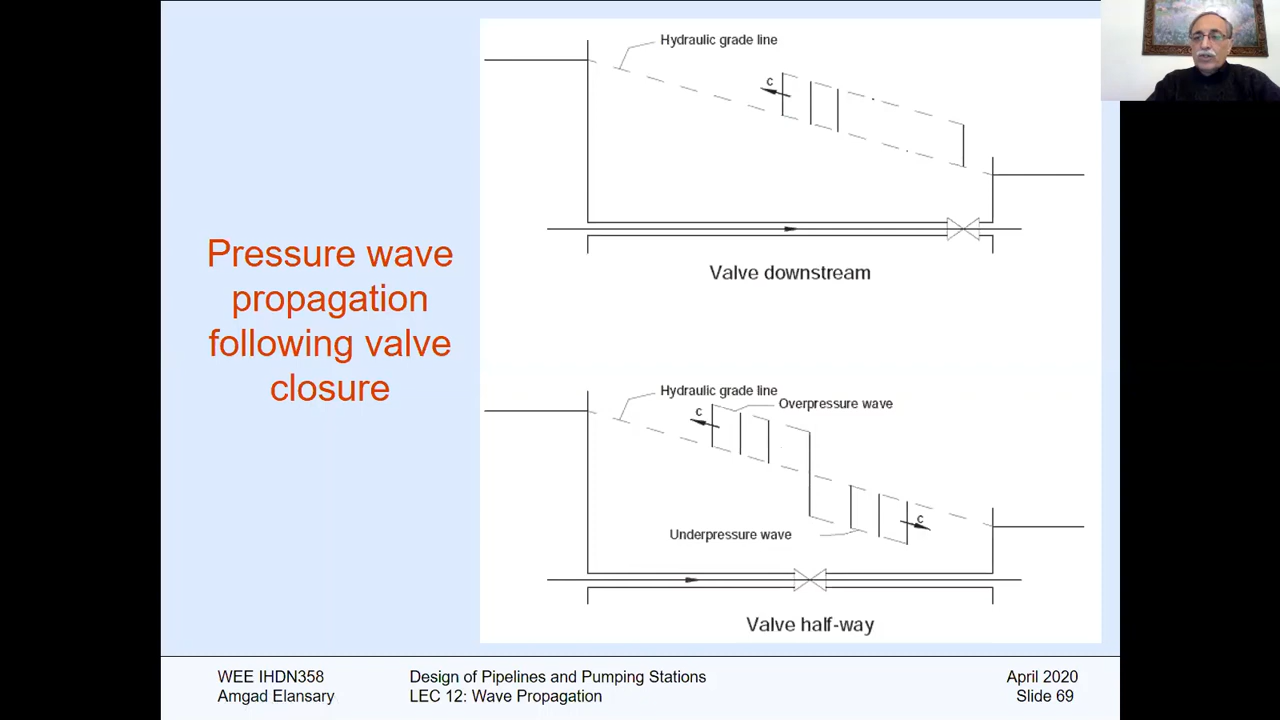 Pressure wave
propagation
following valve
closure
Hydraulic grade line
c
Valve downstream
Hydraulic grade line
c
Overpressure wave
c
Underpressure wave
Valve half-way
WEE IHDN358
Amgad Elansary
Design of Pipelines and Pumping Stations
LEC 12: Wave Propagation
April 2020
Slide 69